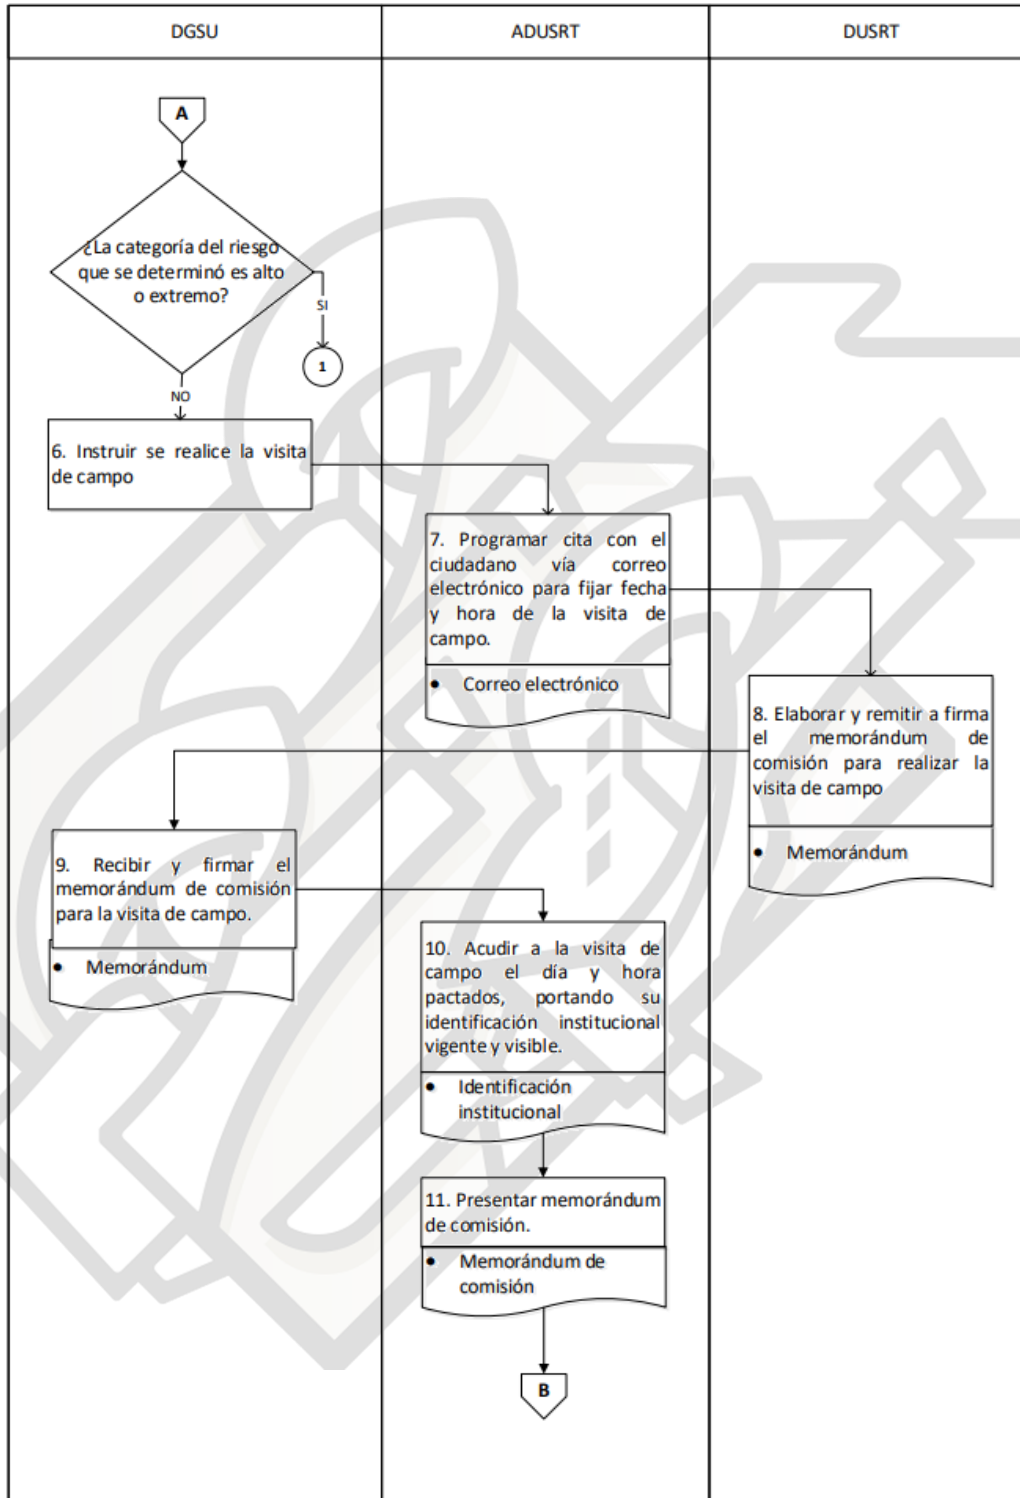 DGSU
ADUSRT
DUSRT
A
¿La categoría del riesgo
que se determinó es alto
o extremo?
SI
1
NO
6. Instruir se realice la visita
de campo
7. Programar cita con el
ciudadano vía correo
electrónico para fijar fecha
y hora de la visita de
campo.
• Correo electrónico
8. Elaborar y remitir a firma
el memorándum de
comisión para realizar la
visita de campo
• Memorándum
9. Recibir y firmar el
memorándum de comisión
para la visita de campo.
• Memorándum
10. Acudir a la visita de
campo el día y hora
pactados, portando su
identificación institucional
vigente y visible.
• Identificación
institucional
11. Presentar memorándum
de comisión.
• Memorándum de
comisión
B